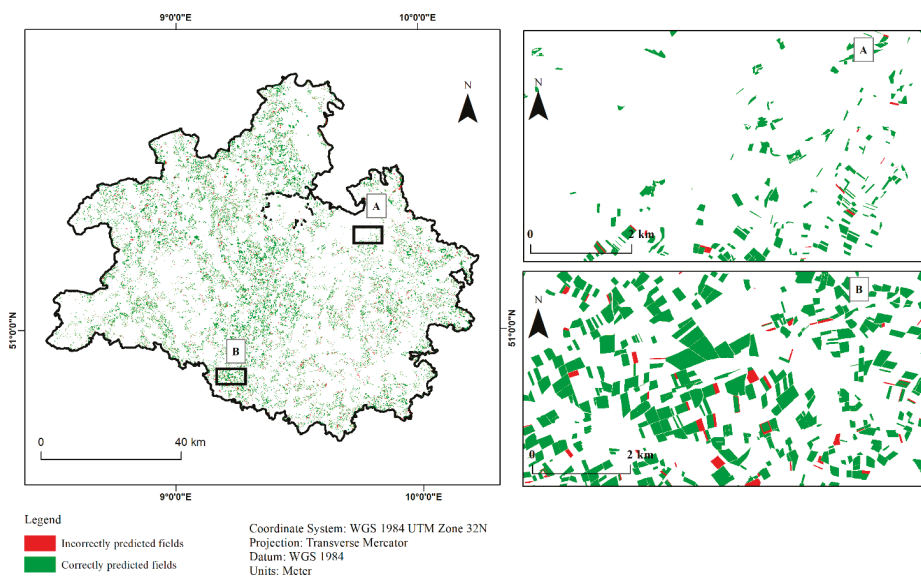 9°0'0"E
10°0'0"E
N
A
B
51°0'0"N
0
40 km
9°0'0"E
10°0'0"E
A
N
0
2 km
B
N
51°0'0"N
0
2 km
Legend
Incorrectly predicted fields
Correctly predicted fields
Coordinate System: WGS 1984 UTM Zone 32N
Projection: Transverse Mercator
Datum: WGS 1984
Units: Meter